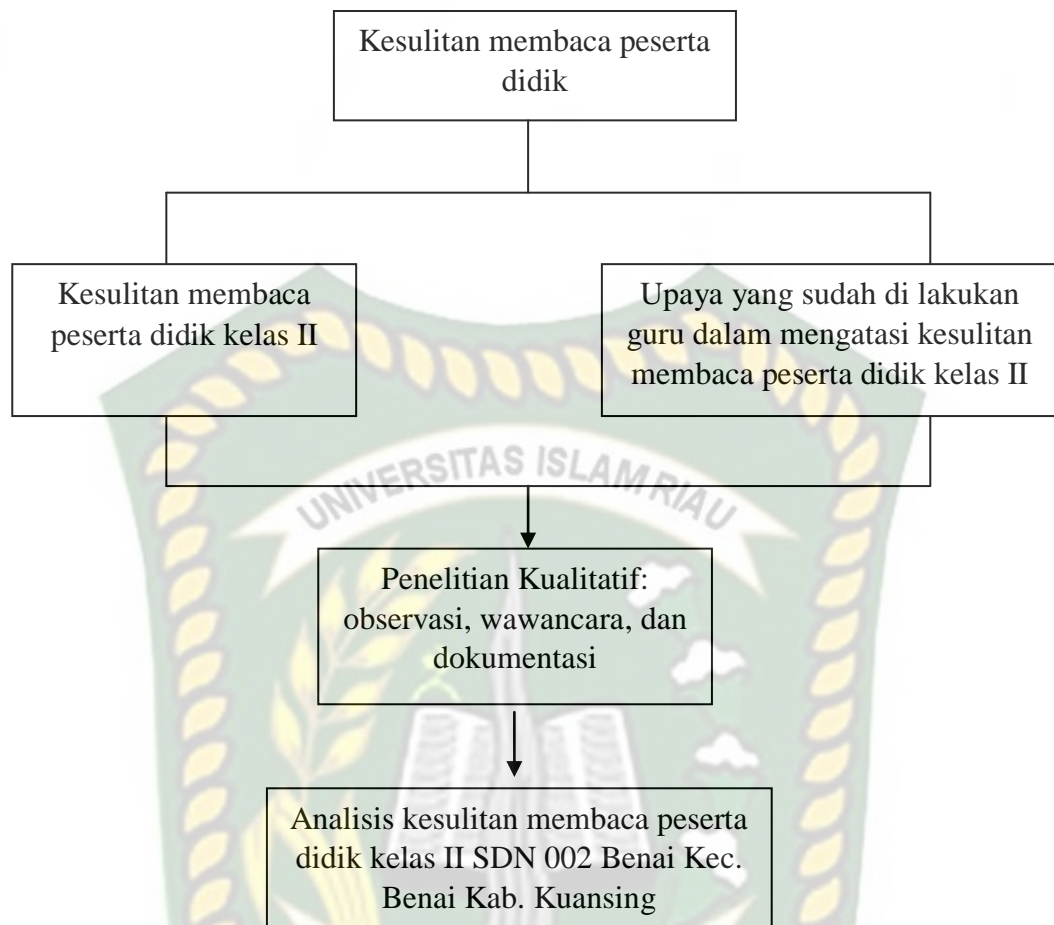 Kesulitan membaca peserta
didik
Kesulitan membaca
peserta didik kelas II
Upaya yang sudah di lakukan
guru dalam mengatasi kesulitan
membaca peserta didik kelas II
UNIVERSITAS ISLAM RIAU
Penelitian Kualitatif:
observasi, wawancara, dan
dokumentasi
Analisis kesulitan membaca peserta
didik kelas II SDN 002 Benai Kec.
Benai Kab. Kuansing